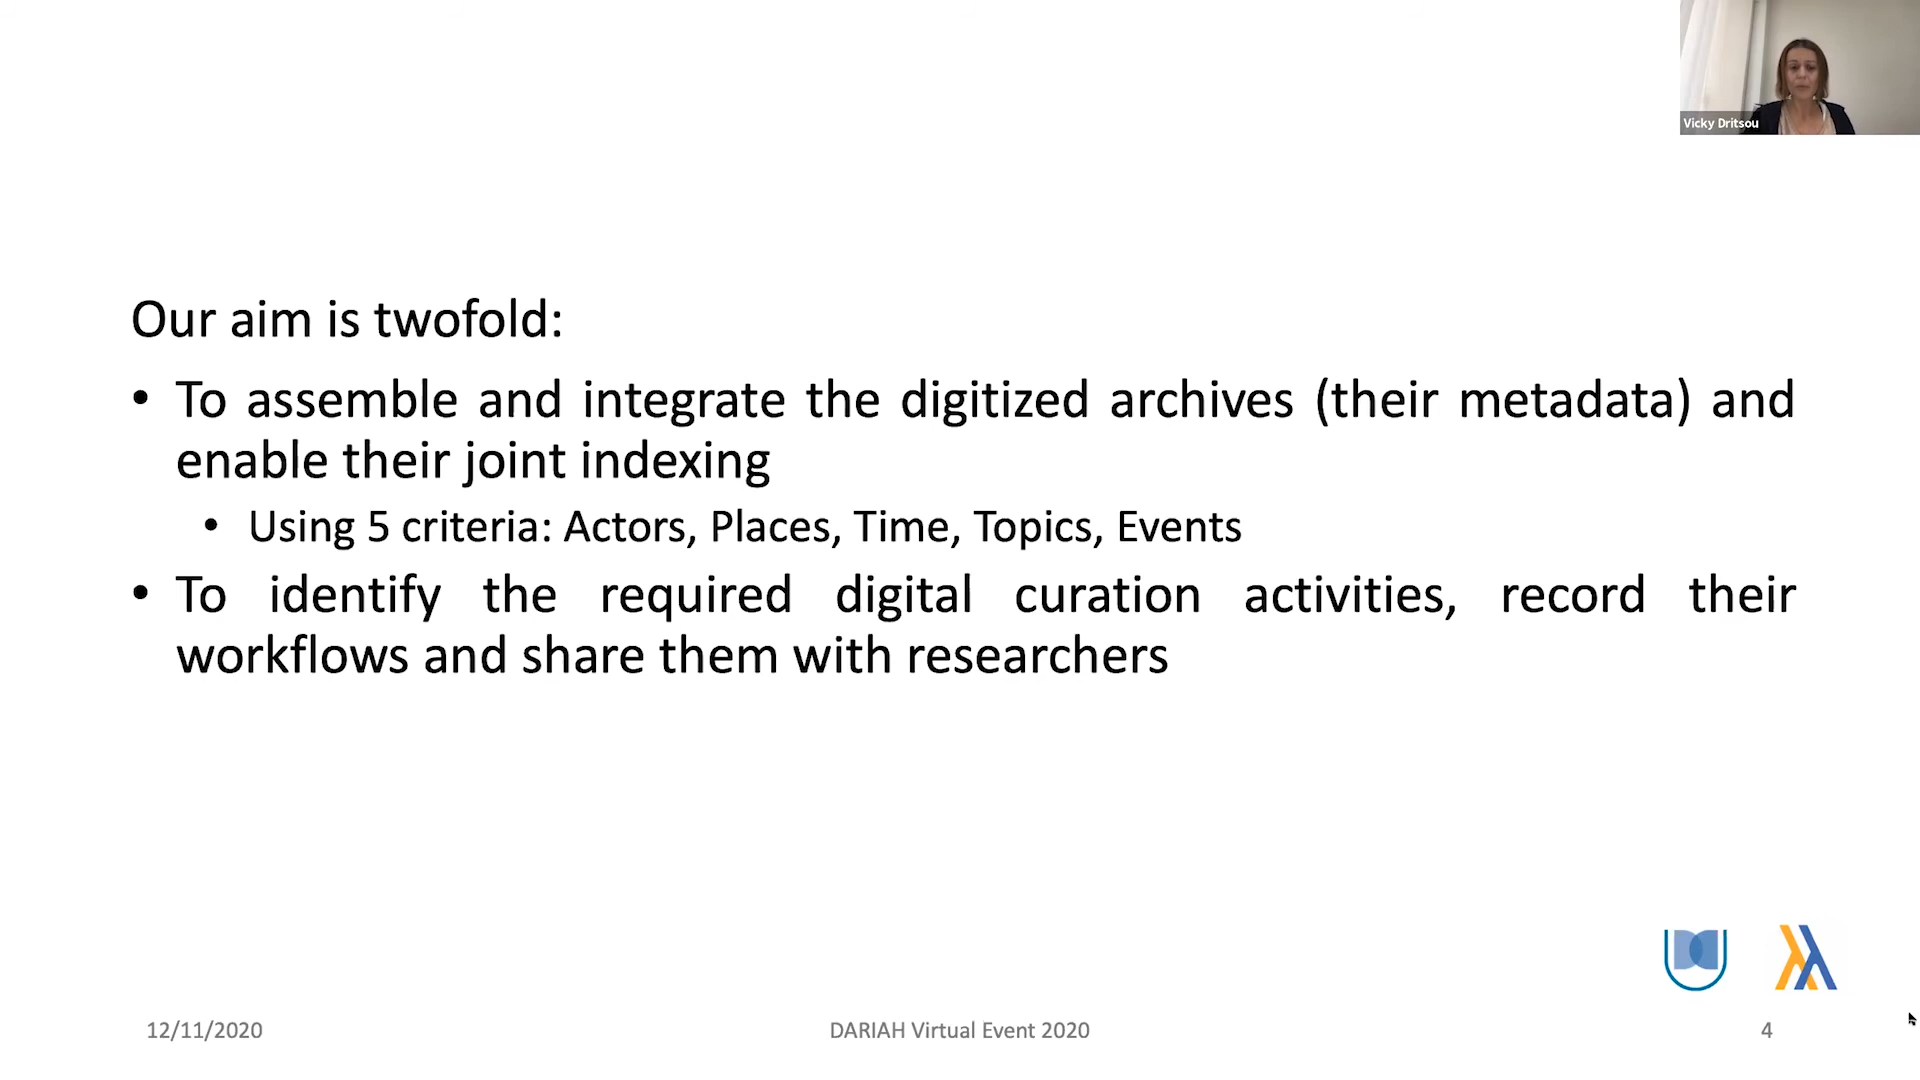 Vicky Dritsou
Our aim is twofold:
• To assemble and integrate the digitized archives (their metadata) and
enable their joint indexing
• Using 5 criteria: Actors, Places, Time, Topics, Events
• To identify the required digital curation activities, record their
workflows and share them with researchers
12/11/2020
DARIAH Virtual Event 2020
4